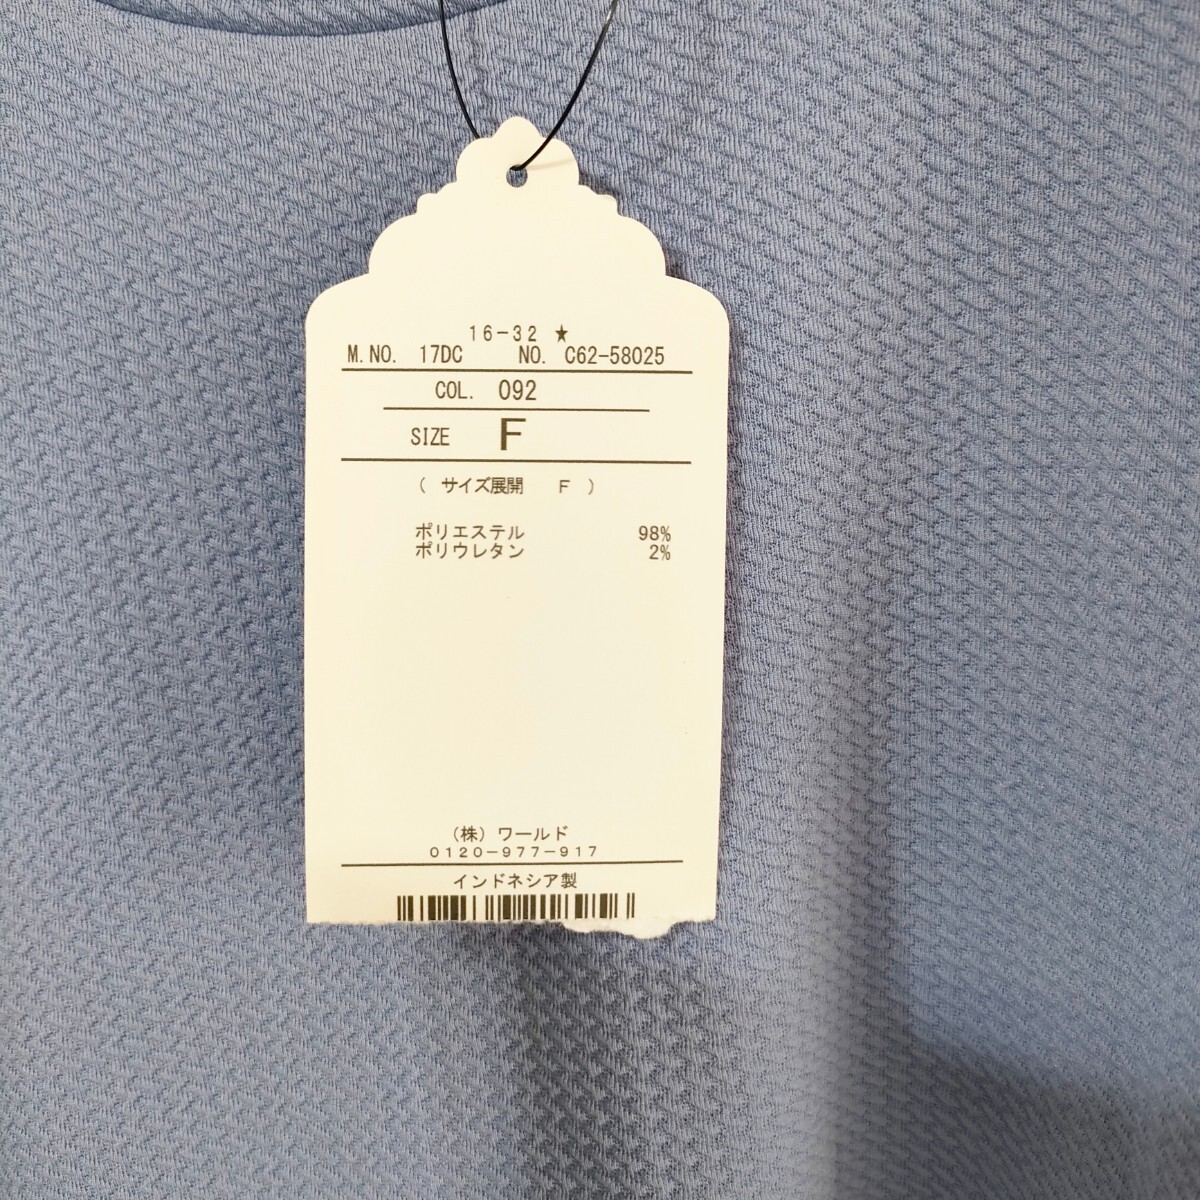 16-32 ★
M.NO. 17DC NO. C62-58025
COL. 092
SIZE F
( サイズ展開 F )
ポリエステル 98%
ポリウレタン 2%
(株)ワールド
0120-977-917
インドネシア製